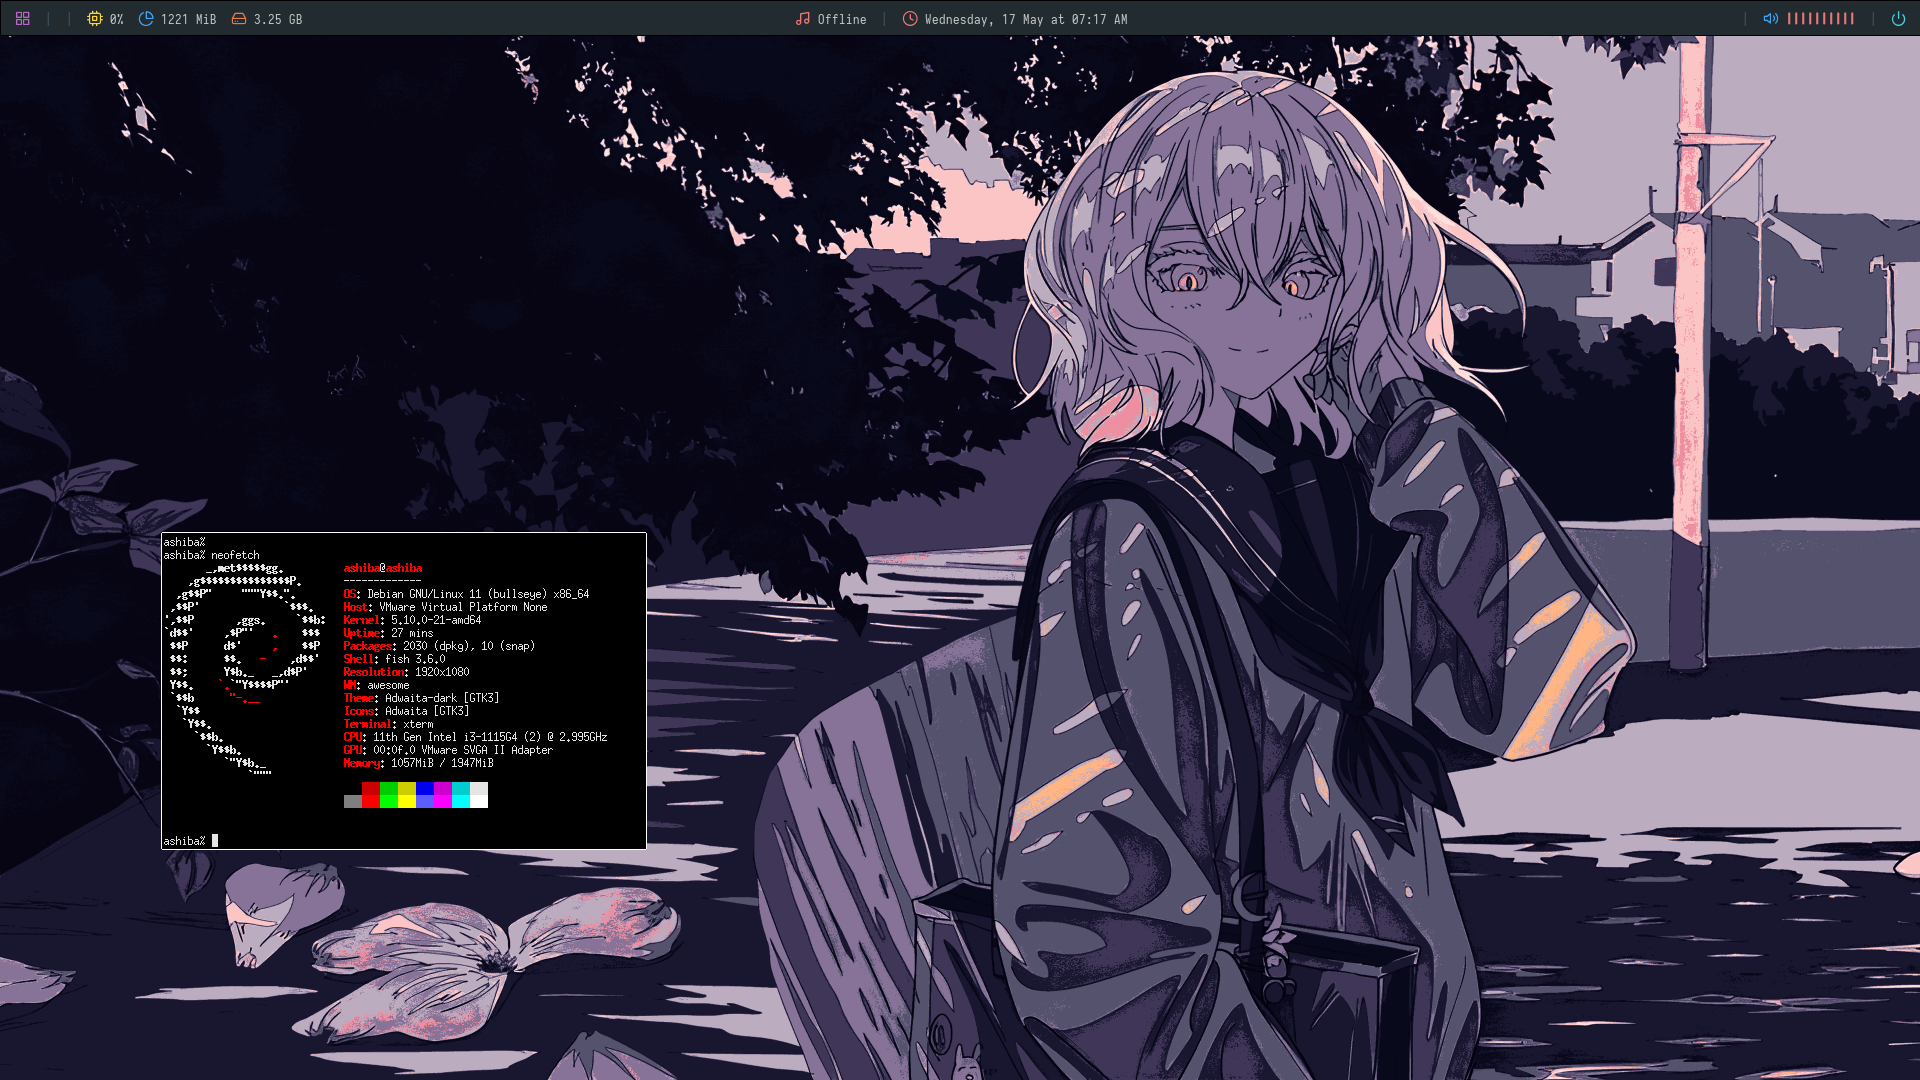 0% 1221 MiB 3.25 GB Offline Wednesday, 17 May at 07:17 AM
ashiba%
ashiba% neofetch
ashiba@ashiba
-------------
OS: Debian GNU/Linux 11 (bullseye) x86_64
Host: VMware Virtual Platform None
Kernel: 5.10.0-21-amd64
Uptime: 27 mins
Packages: 2030 (dpkg), 10 (snap)
Shell: fish 3.6.0
Resolution: 1920x1080
WM: awesome
Theme: Adwaita-dark [GTK3]
Icons: Adwaita [GTK3]
Terminal: xterm
CPU: 11th Gen Intel i3-1115G4 (2) @ 2.995GHz
GPU: 00:0f.0 VMware SVGA II Adapter
Memory: 1057MiB / 1947MiB
ashiba%